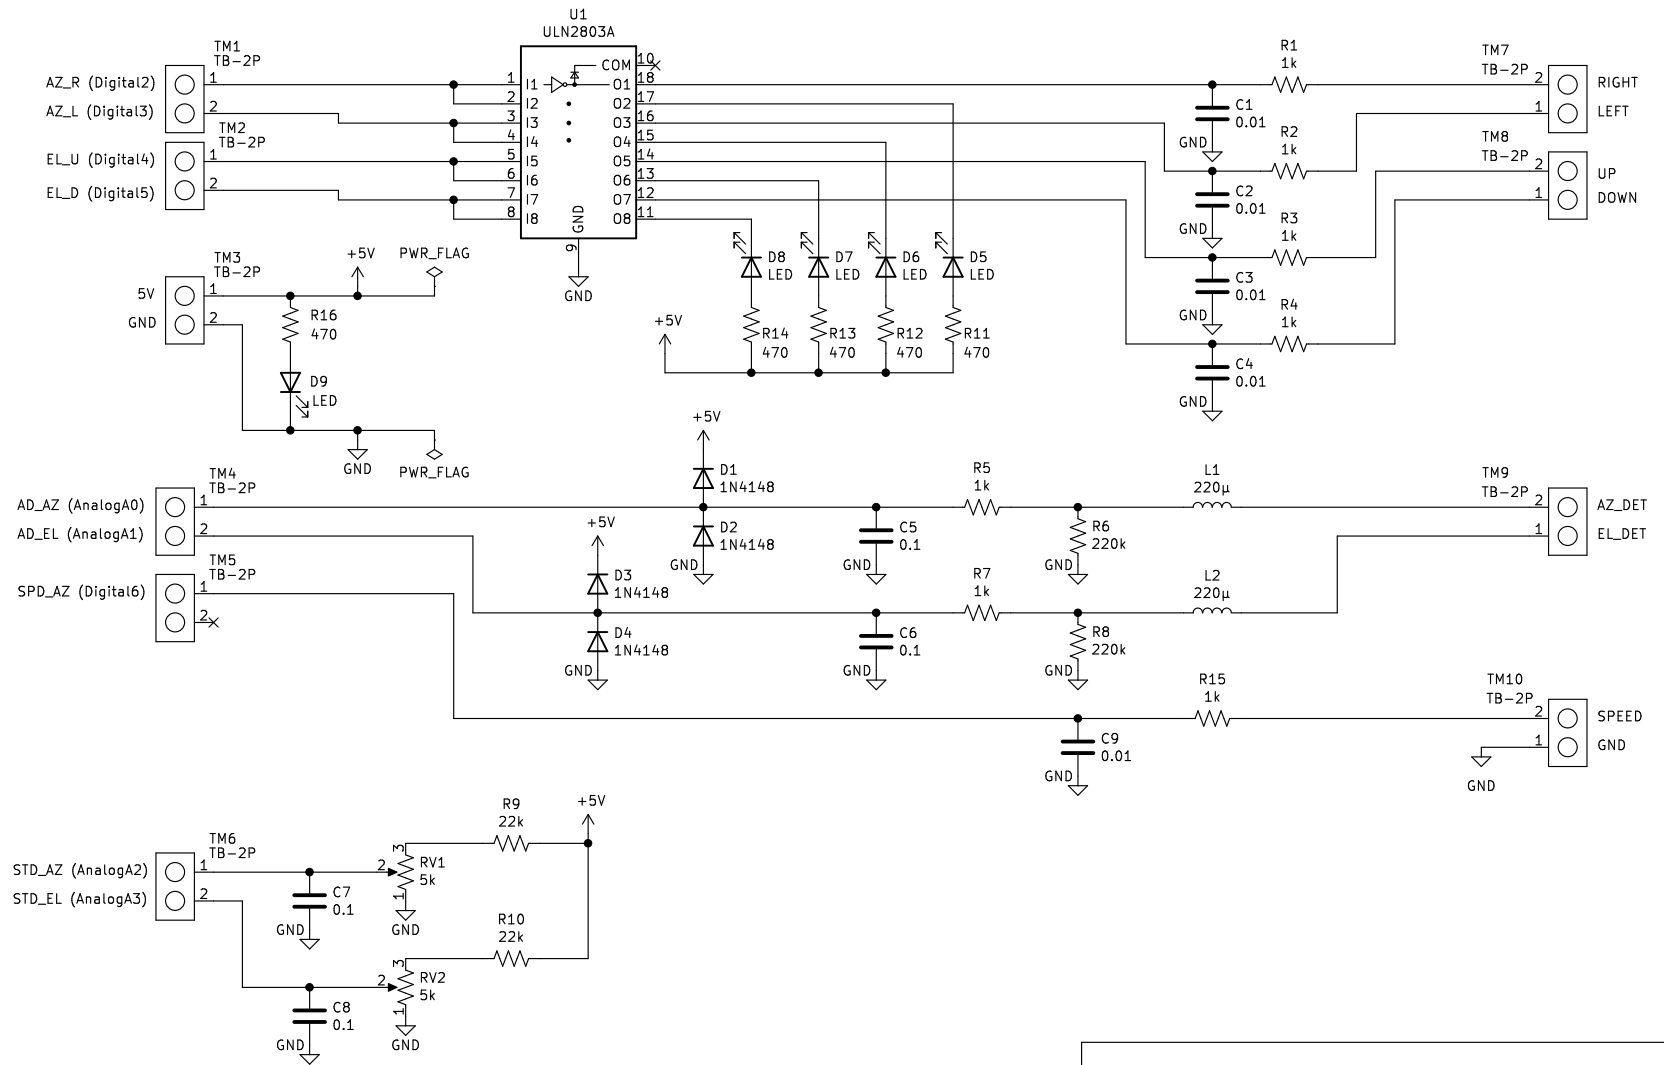 U1
ULN2803A
TM1
TB-2P
AZ_R (Digital2)
1
AZ_L (Digital3)
2
TM2
TB-2P
EL_U (Digital4)
1
EL_D (Digital5)
2
1 I1
2 I2
3 I3
4 I4
5 I5
6 I6
7 I7
8 I8
GND
9
GND
COM 10
O1 18
O2 17
O3 16
O4 15
O5 14
O6 13
O7 12
O8 11
R1
1k
C1
0.01
GND
R2
1k
C2
0.01
GND
R3
1k
C3
0.01
GND
R4
1k
C4
0.01
GND
TM7
TB-2P
2
RIGHT
1
LEFT
TM8
TB-2P
2
UP
1
DOWN
D8
LED
D7
LED
D6
LED
D5
LED
+5V
R14
470
R13
470
R12
470
R11
470
TM3
TB-2P
5V
1
GND
2
+5V
PWR_FLAG
R16
470
D9
LED
GND
PWR_FLAG
TM4
TB-2P
AD_AZ (AnalogA0)
1
AD_EL (AnalogA1)
2
TM5
TB-2P
SPD_AZ (Digital6)
1
2
+5V
D1
1N4148
D2
1N4148
GND
+5V
D3
1N4148
D4
1N4148
GND
C5
0.1
GND
R5
1k
R6
220k
GND
L1
220μ
C6
0.1
GND
R7
1k
R8
220k
GND
L2
220μ
TM9
TB-2P
2
AZ_DET
1
EL_DET
R15
1k
C9
0.01
GND
TM10
TB-2P
2
SPEED
1
GND
GND
TM6
TB-2P
STD_AZ (AnalogA2)
1
STD_EL (AnalogA3)
2
C7
0.1
GND
2
3
1
RV1
5k
GND
R9
22k
+5V
R10
22k
C8
0.1
GND
2
3
1
RV2
5k
GND